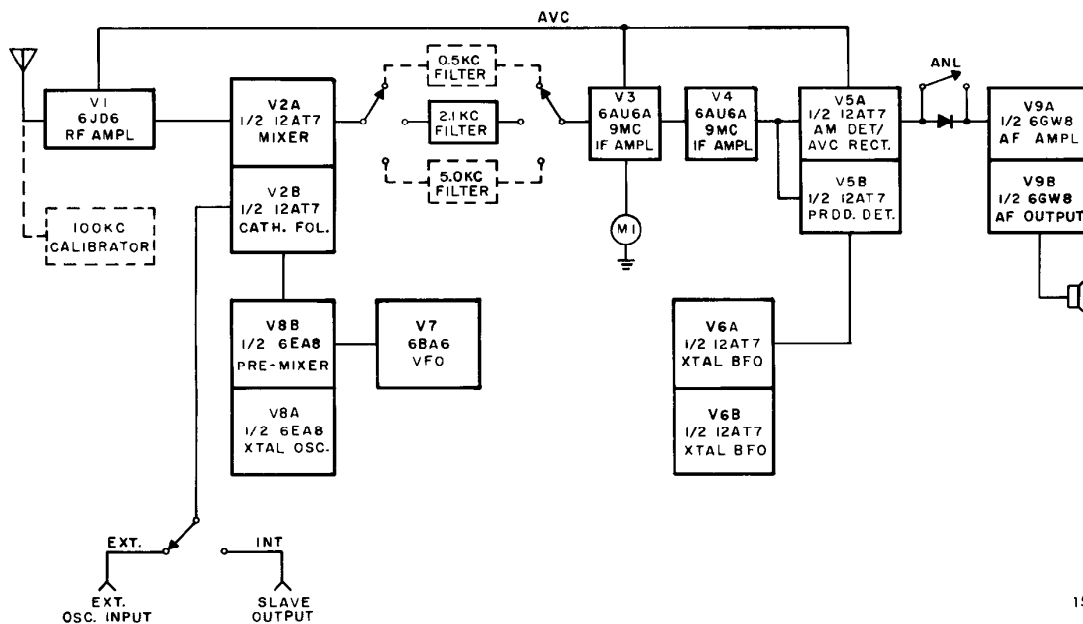 AVC
V1
6JD6
RF AMPL
100KC
CALIBRATOR
V2A
1/2 12AT7
MIXER
V2B
1/2 12AT7
CATH. FOL.
0.5KC
FILTER
2.1 KC
FILTER
5.0KC
FILTER
V3
6AU6A
9MC
IF AMPL
M1
V4
6AU6A
9MC
IF AMPL
V5A
1/2 12AT7
AM DET/
AVC RECT.
V5B
1/2 12AT7
PROD. DET.
ANL
V9A
1/2 6GW8
AF AMPL
V9B
1/2 6GW8
AF OUTPUT
V8B
1/2 6EA8
PRE-MIXER
V8A
1/2 6EA8
XTAL OSC.
V7
6BA6
VFO
V6A
1/2 12AT7
XTAL BFO
V6B
1/2 12AT7
XTAL BFO
EXT.
INT
EXT.
OSC. INPUT
SLAVE
OUTPUT